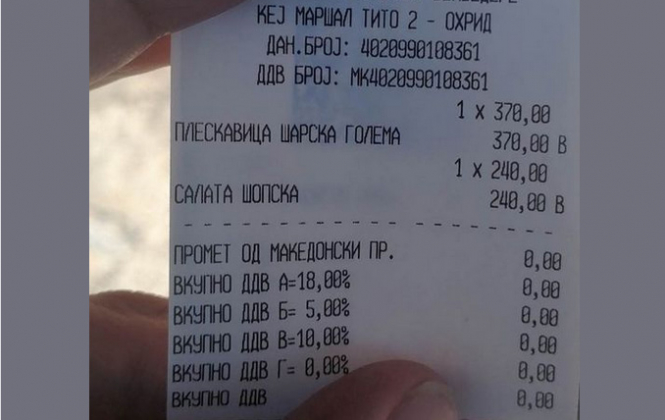 КЕЈ МАРШАЛ ТИТО 2 - ОХРИД
ДАН.БРОЈ: 4020990108361
ДДВ БРОЈ: МК4020990108361
1 x 370,00
ПЛЕСКАВИЦА ШАРСКА ГОЛЕМА 370,00 В
1 x 240,00
САЛАТА ШОПСКА 240,00 В
- - - - - - - - - - - - - - - - - - - - - - - -
ПРОМЕТ ОД МАКЕДОНСКИ ПР. 0,00
ВКУПНО ДДВ А=18,00% 0,00
ВКУПНО ДДВ Б= 5,00% 0,00
ВКУПНО ДДВ В=10,00% 0,00
ВКУПНО ДДВ Г= 0,00% 0,00
ВКУПНО ДДВ 0,00